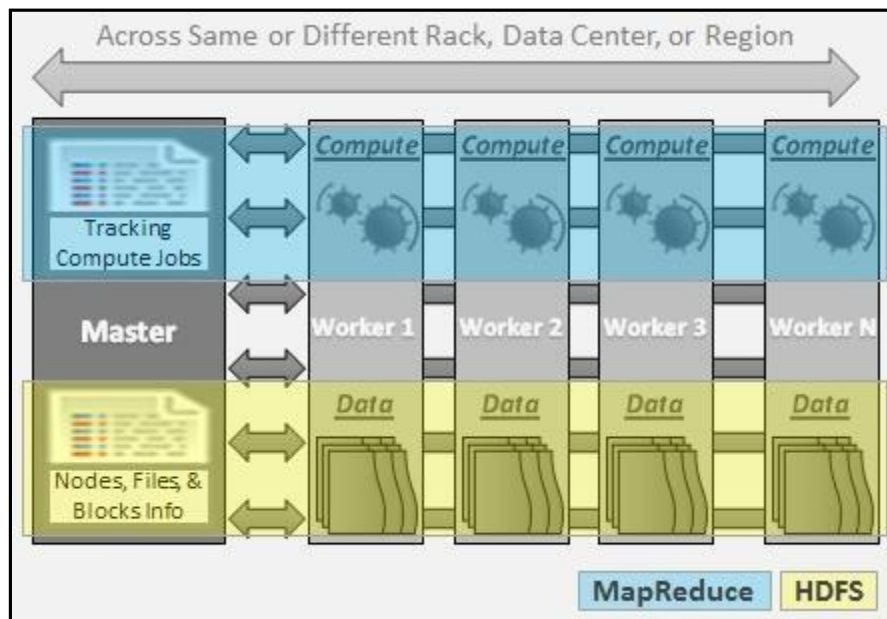 Across Same or Different Rack, Data Center, or Region
Compute
Compute
Compute
Compute
Tracking
Compute Jobs
Master
Worker 1
Worker 2
Worker 3
Worker N
Data
Data
Data
Data
Nodes, Files, &
Blocks Info
MapReduce
HDFS